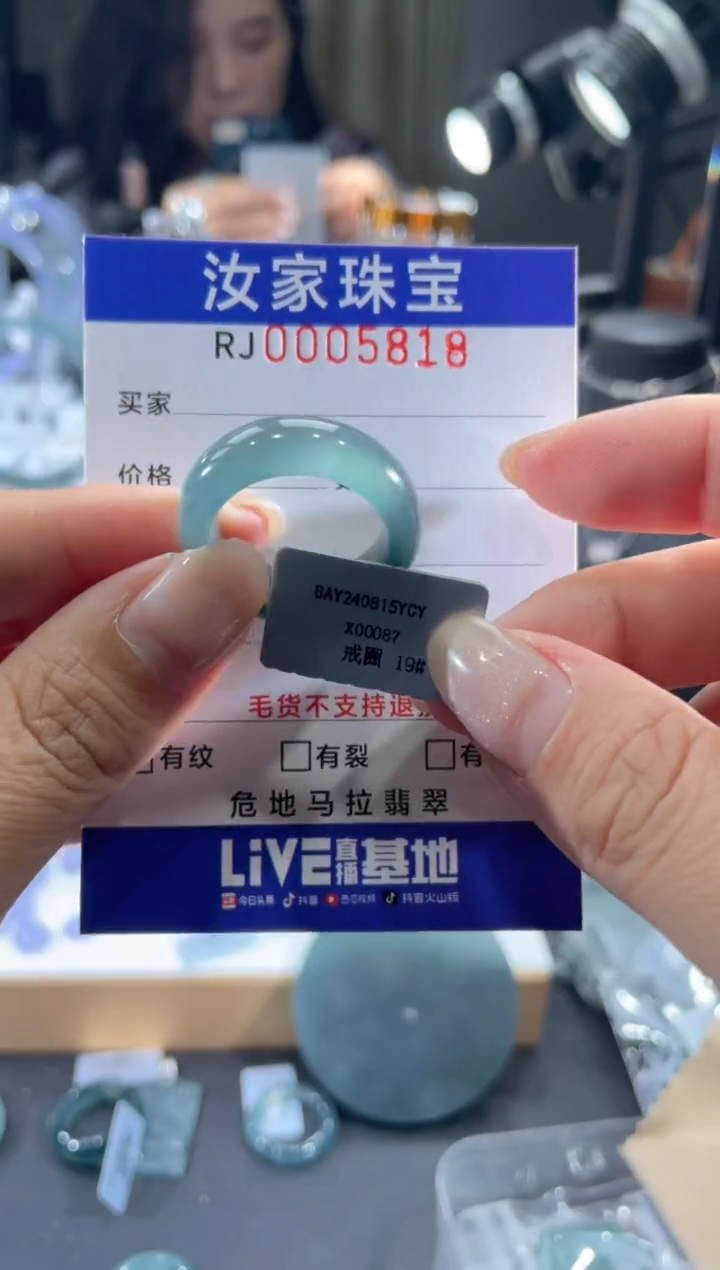 汝家珠宝
RJ0005818
买家
价格
BAY240815YCY
X00087
戒圈 19#
毛货不支持退
有纹 有裂 有
危地马拉翡翠
LiVE直播基地
今日头条 抖音 西瓜视频 抖音火山版